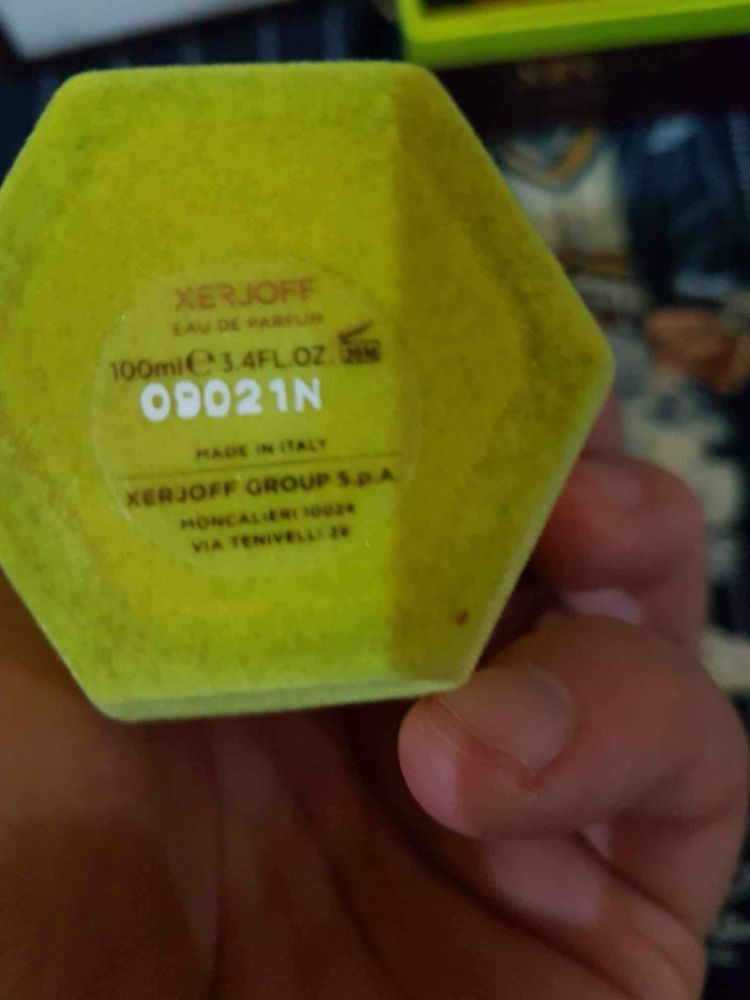 XERJOFF
EAU DE PARFUM
100ml ℮ 3.4FL.OZ. 36M
09021N
MADE IN ITALY
XERJOFF GROUP S.p.A.
MONCALIERI 10024
VIA TENIVELLI 29